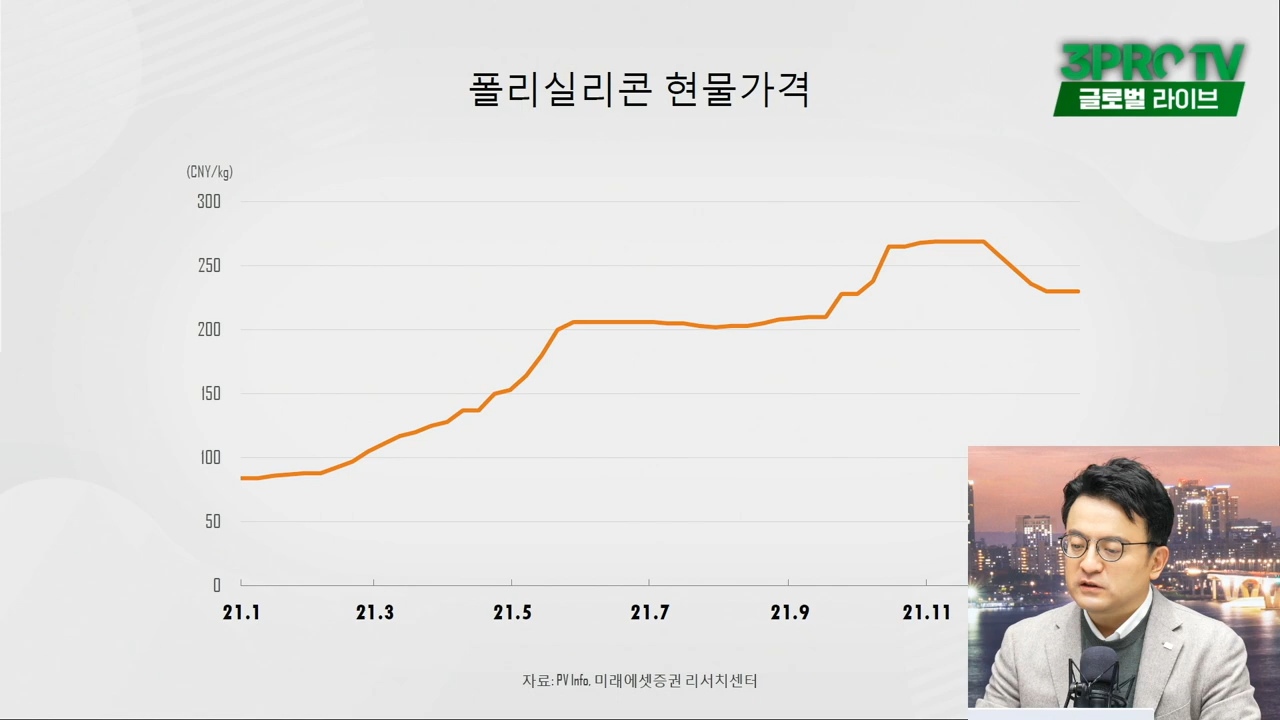 폴리실리콘 현물가격
3PRO TV
글로벌 라이브
(CNY/kg)
300
250
200
150
100
50
0
21.1 21.3 21.5 21.7 21.9 21.11
자료: PV Info, 미래에셋증권 리서치센터